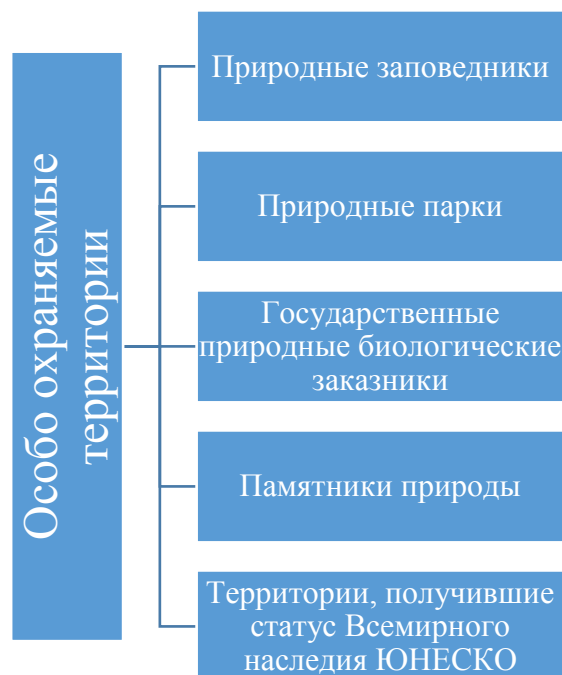 Особо охраняемые
территории
Природные заповедники
Природные парки
Государственные
природные биологические
заказники
Памятники природы
Территории, получившие
статус Всемирного
наследия ЮНЕСКО